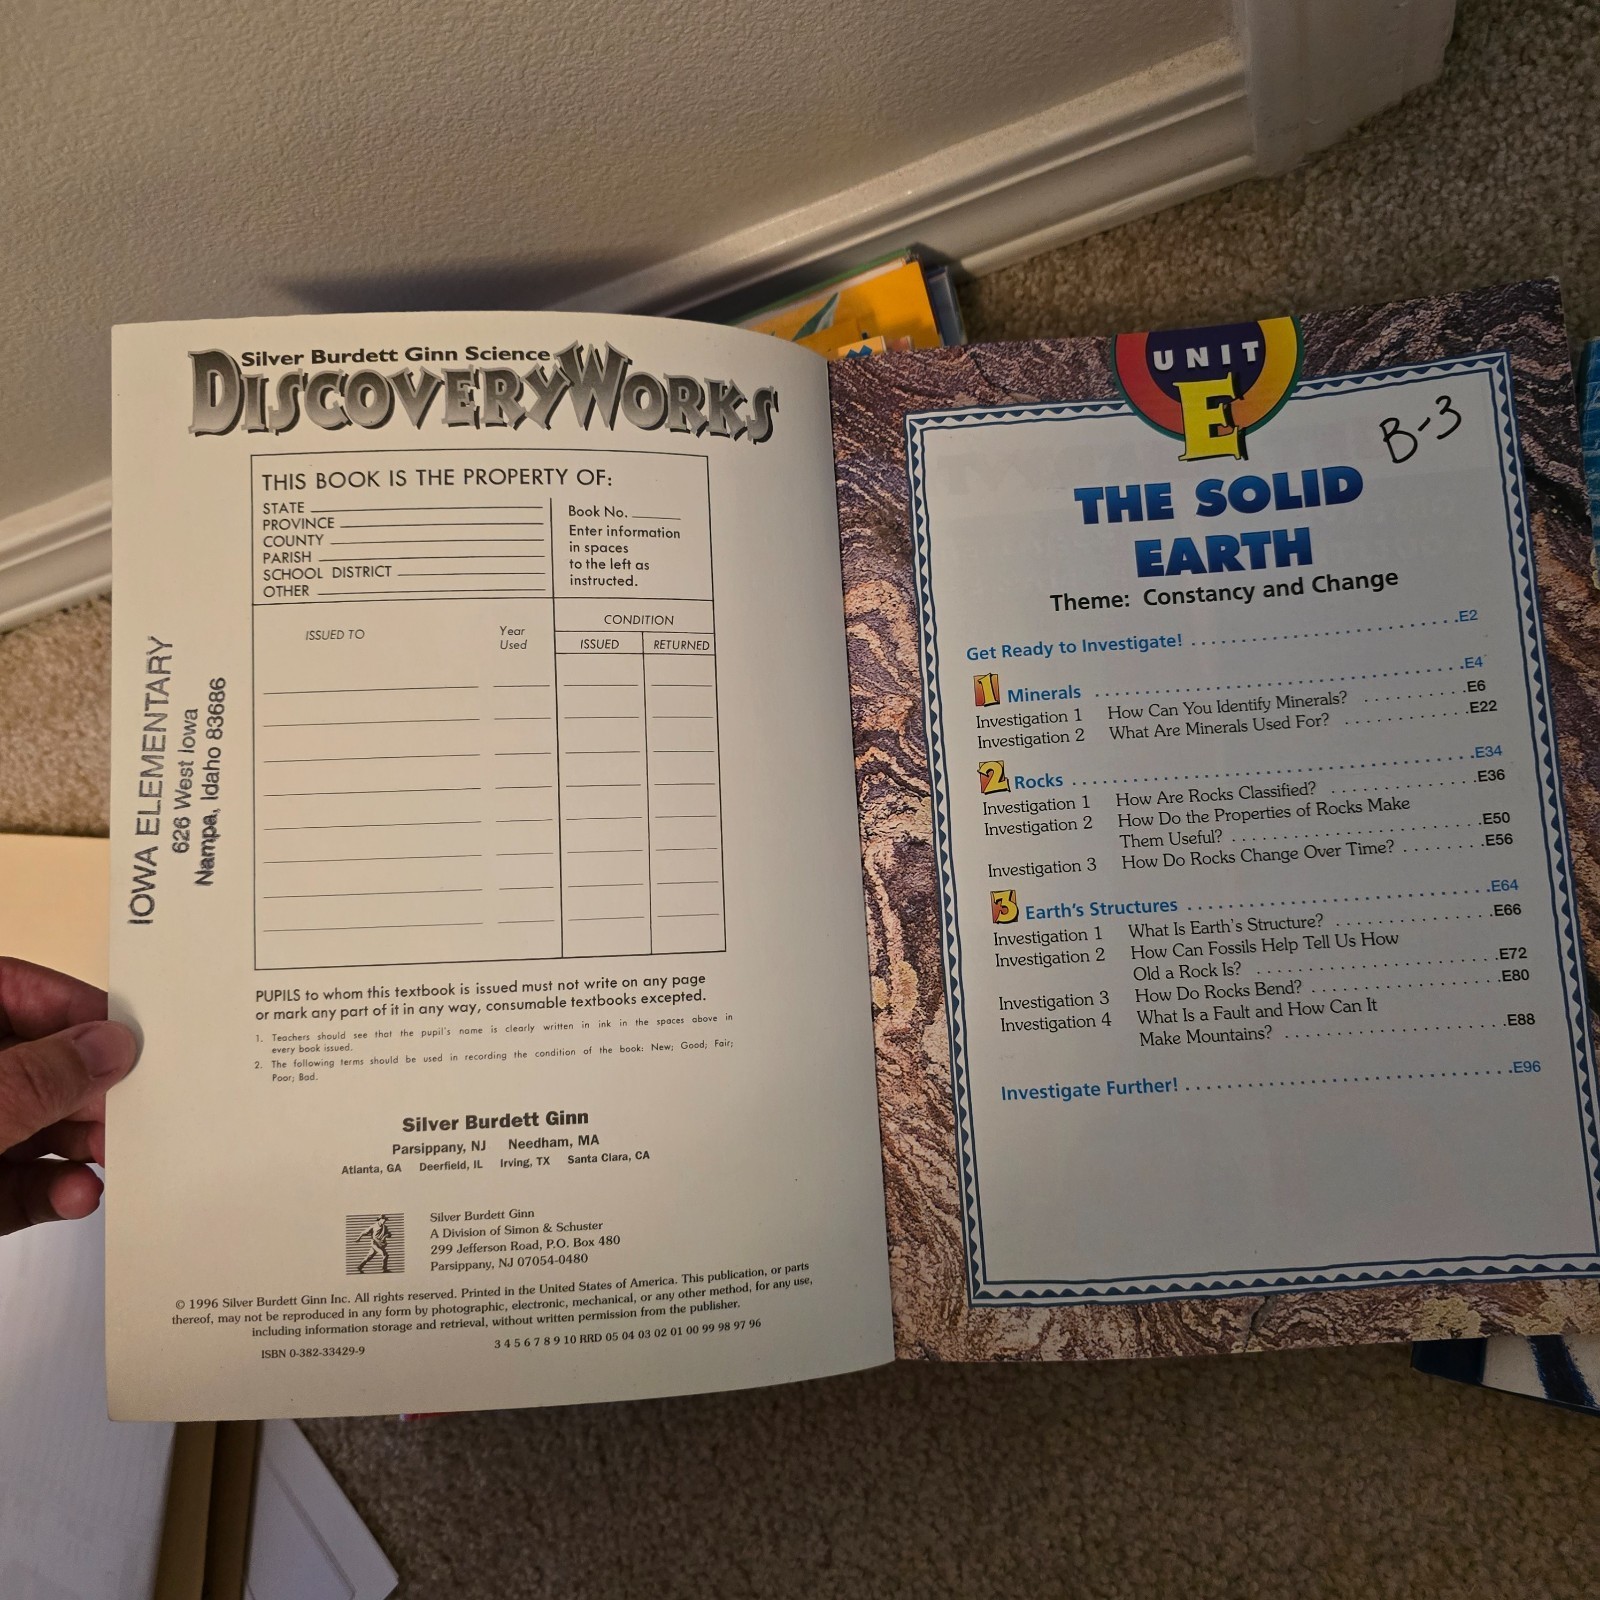 Silver Burdett Ginn Science
DISCOVERYWORKS
THIS BOOK IS THE PROPERTY OF:
STATE
PROVINCE
COUNTY
PARISH
SCHOOL DISTRICT
OTHER
Book No.
Enter information
in spaces
to the left as
instructed.
ISSUED TO
Year
Used
CONDITION
ISSUED
RETURNED
IOWA ELEMENTARY
626 West Iowa
Nampa, Idaho 83686
PUPILS to whom this textbook is issued must not write on any page
or mark any part of it in any way, consumable textbooks excepted.
1. Teachers should see that the pupil's name is clearly written in ink in the spaces above in
every book issued.
2. The following terms should be used in recording the condition of the book: New; Good; Fair;
Poor; Bad.
Silver Burdett Ginn
Parsippany, NJ Needham, MA
Atlanta, GA Deerfield, IL Irving, TX Santa Clara, CA
Silver Burdett Ginn
A Division of Simon & Schuster
299 Jefferson Road, P.O. Box 480
Parsippany, NJ 07054-0480
© 1996 Silver Burdett Ginn Inc. All rights reserved. Printed in the United States of America. This publication, or parts
thereof, may not be reproduced in any form by photographic, electronic, mechanical, or any other method, for any use,
including information storage and retrieval, without written permission from the publisher.
ISBN 0-382-33429-9
3 4 5 6 7 8 9 10 RRD 05 04 03 02 01 00 99 98 97 96
UNIT
E
B-3
THE SOLID
EARTH
Theme: Constancy and Change
Get Ready to Investigate! E2
1 Minerals E4
Investigation 1 How Can You Identify Minerals? E6
Investigation 2 What Are Minerals Used For? E22
2 Rocks E34
Investigation 1 How Are Rocks Classified? E36
Investigation 2 How Do the Properties of Rocks Make
Them Useful? E50
Investigation 3 How Do Rocks Change Over Time? E56
3 Earth's Structures E64
Investigation 1 What Is Earth's Structure? E66
Investigation 2 How Can Fossils Help Tell Us How
Old a Rock Is? E72
Investigation 3 How Do Rocks Bend? E80
Investigation 4 What Is a Fault and How Can It
Make Mountains? E88
Investigate Further! E96